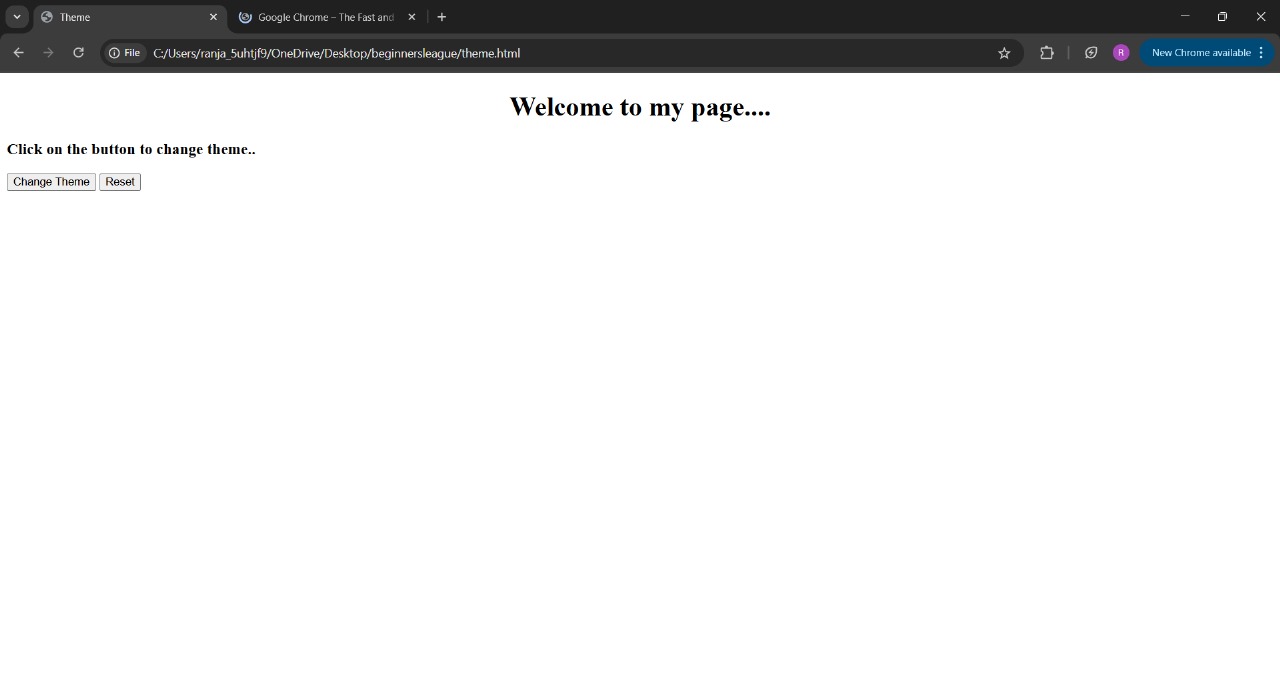 Theme
Google Chrome – The Fast and
File C:/Users/ranja_5uhtjf9/OneDrive/Desktop/beginnersleague/theme.html
R
New Chrome available
Welcome to my page....
Click on the button to change theme..
Change Theme Reset